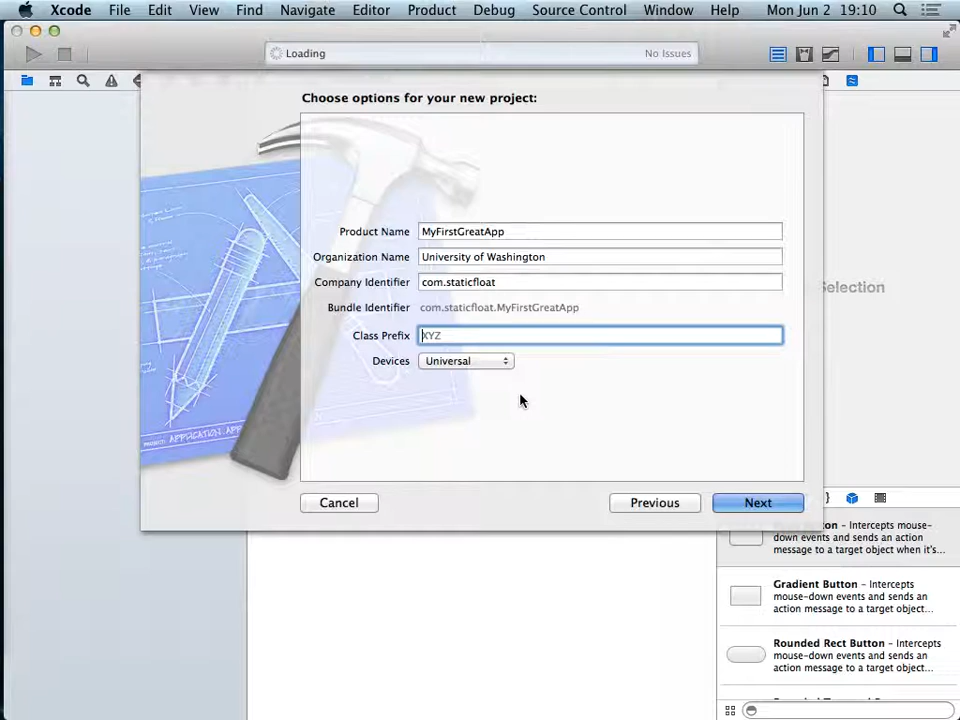 Xcode File Edit View Find Navigate Editor Product Debug Source Control Window Help Mon Jun 2 19:10
Loading No Issues
Choose options for your new project:
Product Name MyFirstGreatApp
Organization Name University of Washington
Company Identifier com.staticfloat
Bundle Identifier com.staticfloat.MyFirstGreatApp
Class Prefix XYZ
Devices Universal
Selection
PROJECT: APPLICATION APP
Cancel Previous Next
- Intercepts mouse-
down events and sends an
action message to a target object when it's...
Gradient Button - Intercepts
mouse-down events and sends an
action message to a target object...
Rounded Rect Button - Intercepts
mouse-down events and sends an
action message to a target object...